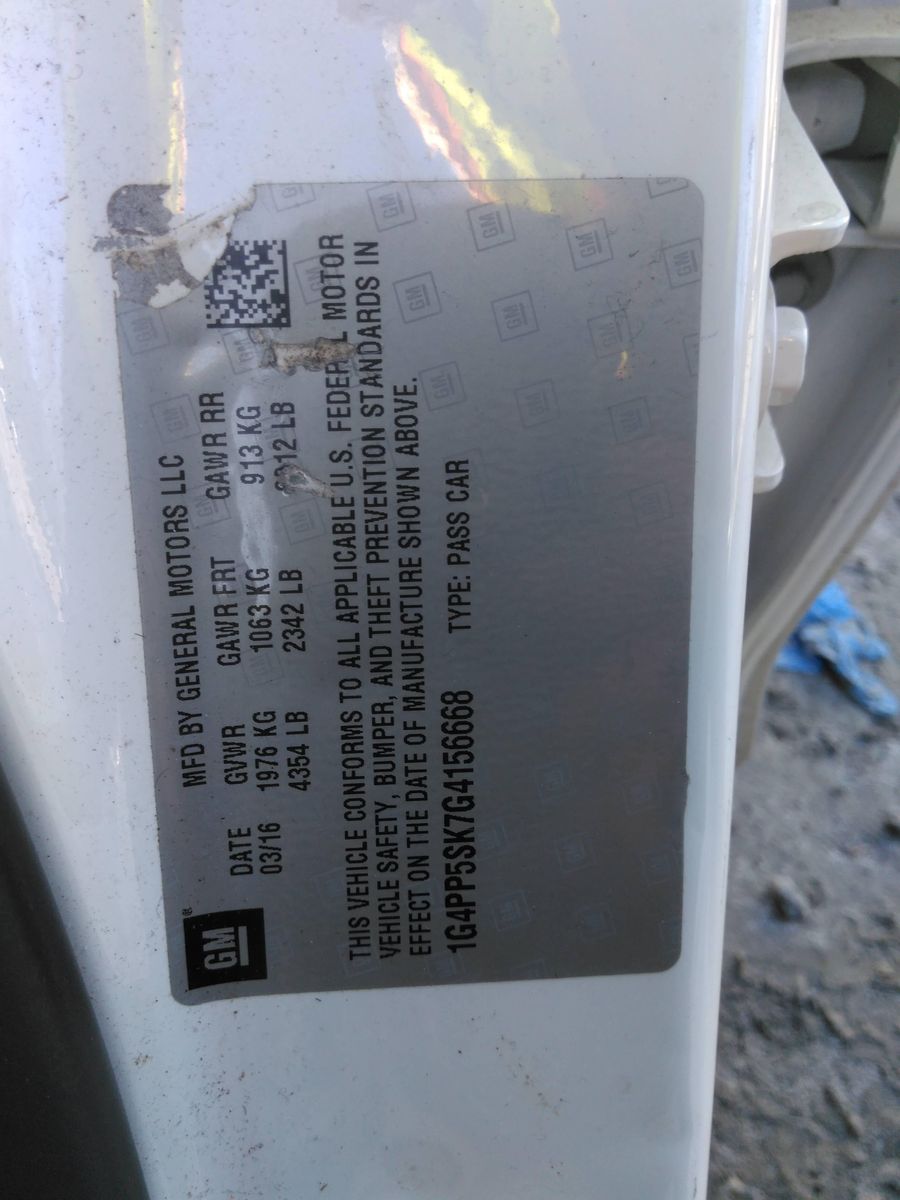 MFD BY GENERAL MOTORS LLC
DATE GVWR GAWR FRT GAWR RR
03/16 1976 KG 1063 KG 913 KG
4354 LB 2342 LB LB
THIS VEHICLE CONFORMS TO ALL APPLICABLE U.S. FEDERAL MOTOR
VEHICLE SAFETY, BUMPER, AND THEFT PREVENTION STANDARDS IN
EFFECT ON THE DATE OF MANUFACTURE SHOWN ABOVE.
1G4PP5SK7G4156668 TYPE: PASS CAR
GM®